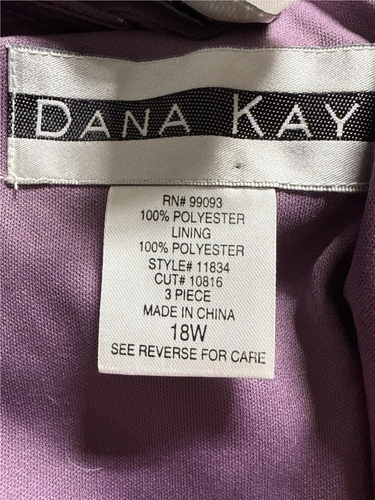 DANA KAY
RN# 99093
100% POLYESTER
LINING
100% POLYESTER
STYLE# 11834
CUT# 10816
3 PIECE
MADE IN CHINA
18W
SEE REVERSE FOR CARE